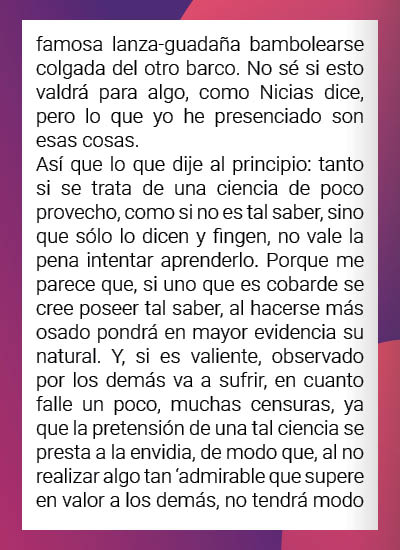 famosa lanza-guadaña bambolearse
colgada del otro barco. No sé si esto
valdrá para algo, como Nicias dice,
pero lo que yo he presenciado son
esas cosas.
Así que lo que dije al principio: tanto
si se trata de una ciencia de poco
provecho, como si no es tal saber, sino
que sólo lo dicen y fingen, no vale la
pena intentar aprenderlo. Porque me
parece que, si uno que es cobarde se
cree poseer tal saber, al hacerse más
osado pondrá en mayor evidencia su
natural. Y, si es valiente, observado
por los demás va a sufrir, en cuanto
falle un poco, muchas censuras, ya
que la pretensión de una tal ciencia se
presta a la envidia, de modo que, al no
realizar algo tan ‘admirable que supere
en valor a los demás, no tendrá modo